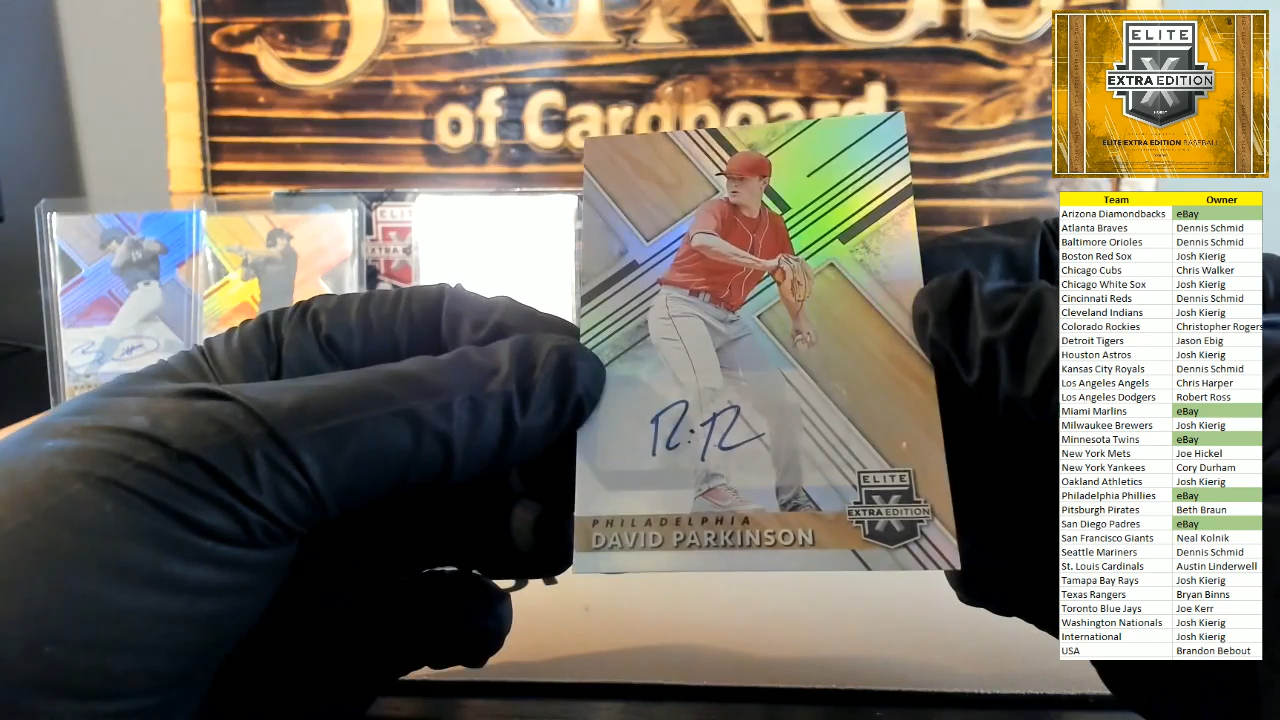 of Cardboard
ELITE
EXTRA EDITION
PHILADELPHIA
DAVID PARKINSON
ELITE
X
EXTRA EDITION
ELITE EXTRA EDITION BASEBALL
Team Owner
Arizona Diamondbacks eBay
Atlanta Braves Dennis Schmid
Baltimore Orioles Dennis Schmid
Boston Red Sox Josh Kierig
Chicago Cubs Chris Walker
Chicago White Sox Josh Kierig
Cincinnati Reds Dennis Schmid
Cleveland Indians Josh Kierig
Colorado Rockies Christopher Rogers
Detroit Tigers Jason Ebig
Houston Astros Josh Kierig
Kansas City Royals Dennis Schmid
Los Angeles Angels Chris Harper
Los Angeles Dodgers Robert Ross
Miami Marlins eBay
Milwaukee Brewers Josh Kierig
Minnesota Twins eBay
New York Mets Joe Hickel
New York Yankees Cory Durham
Oakland Athletics Josh Kierig
Philadelphia Phillies eBay
Pittsburgh Pirates Beth Braun
San Diego Padres eBay
San Francisco Giants Neal Kolnik
Seattle Mariners Dennis Schmid
St. Louis Cardinals Austin Linderwell
Tamapa Bay Rays Josh Kierig
Texas Rangers Bryan Binns
Toronto Blue Jays Joe Kerr
Washington Nationals Josh Kierig
International Josh Kierig
USA Brandon Bebout